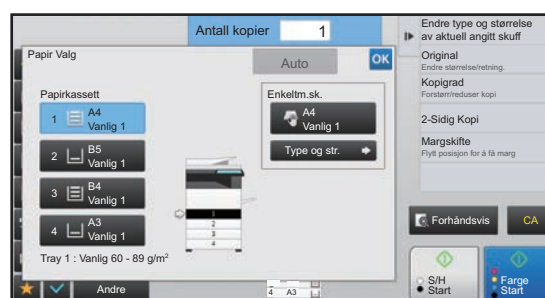 Antall kopier 1
Papir Valg
Auto
OK
Papirkassett
1 A4
Vanlig 1
2 B5
Vanlig 1
3 B4
Vanlig 1
4 A3
Vanlig 1
Tray 1 : Vanlig 60 - 89 g/m²
1
2
3
4
Enkeltm.sk.
A4
Vanlig 1
Type og str.
Andre
4 A3
Endre type og størrelse
av aktuell angitt skuff
Original
Endre størrelse/retning.
Kopigrad
Forstørr/reduser kopi
2-Sidig Kopi
Margskifte
Flytt posisjon for å få marg
Forhåndsvis
CA
S/H
Start
Farge
Start